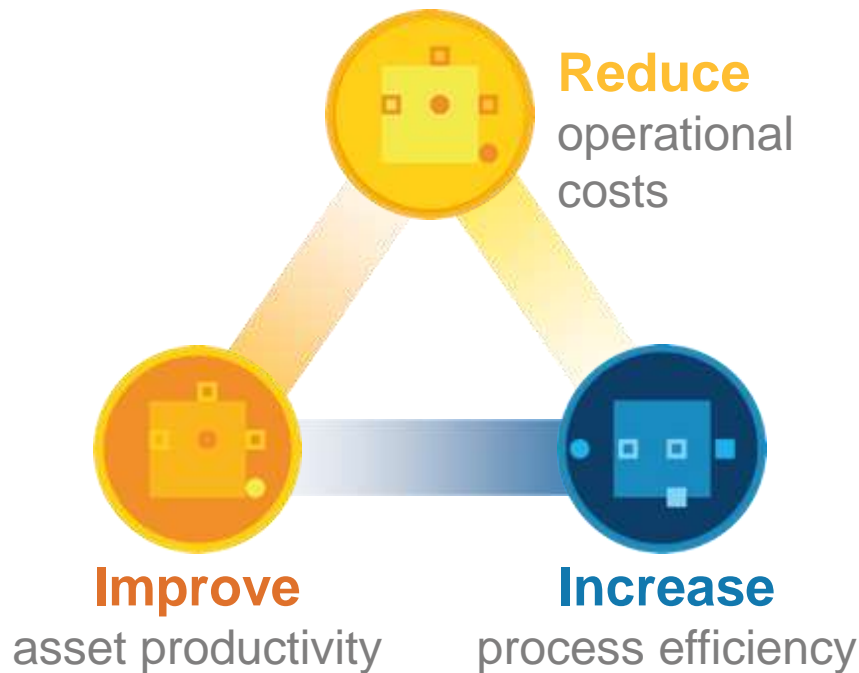 Reduce
operational
costs
Improve
asset productivity
Increase
process efficiency